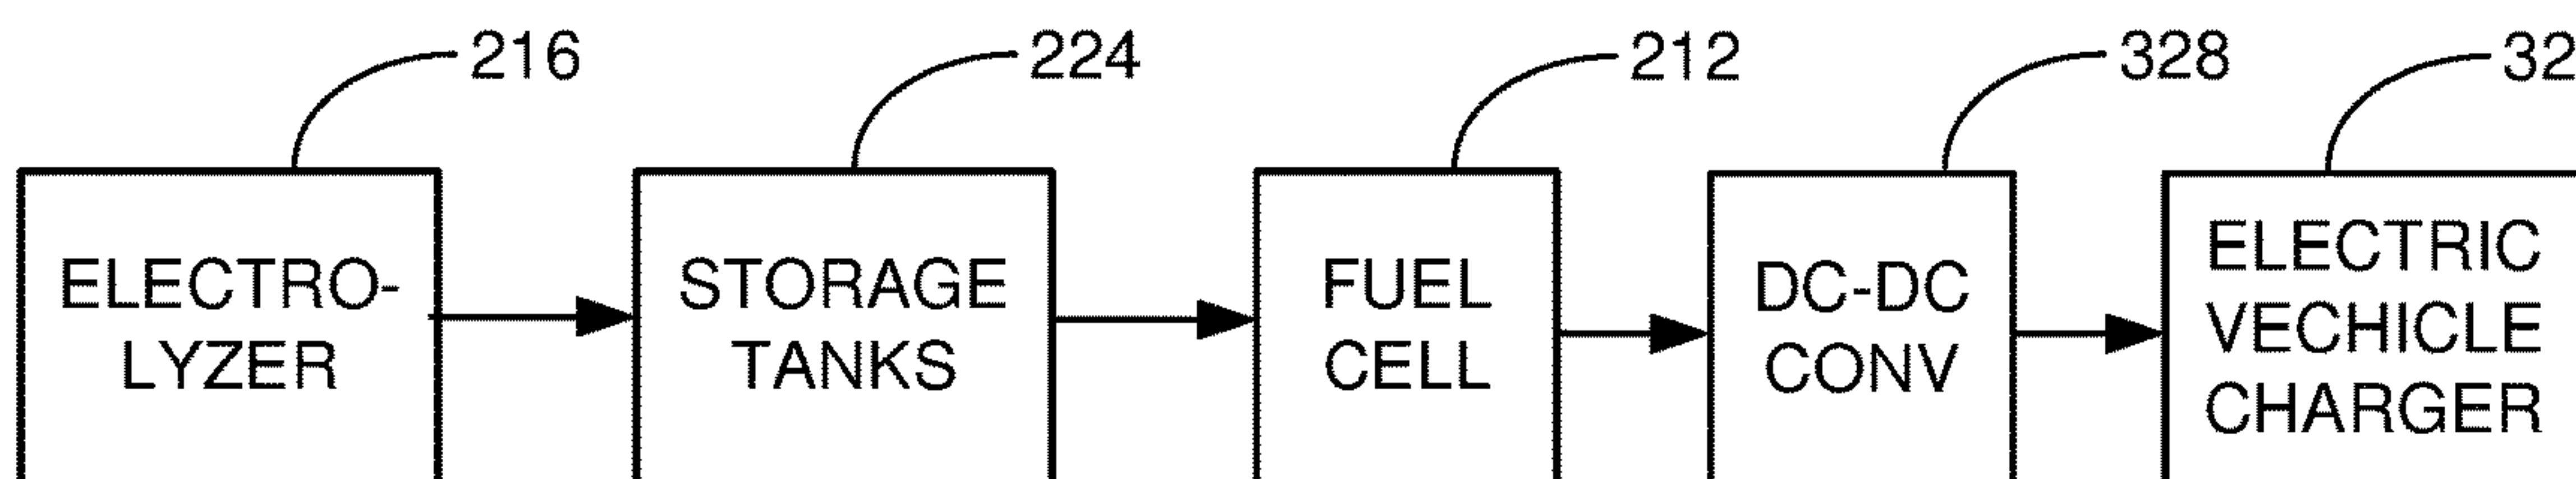 216
224
212
328
ELECTRO-
LYZER
STORAGE
TANKS
FUEL
CELL
DC-DC
CONV
ELECTRIC
VECHICLE
CHARGER